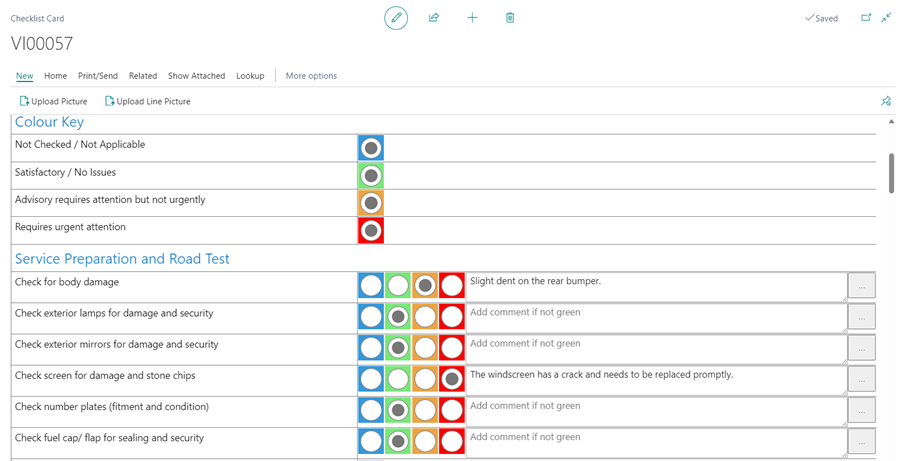 Checklist Card
Saved
VI00057
New Home Print/Send Related Show Attached Lookup More options
Upload Picture Upload Line Picture
Colour Key
Not Checked / Not Applicable
Satisfactory / No Issues
Advisory requires attention but not urgently
Requires urgent attention
Service Preparation and Road Test
Check for body damage Slight dent on the rear bumper. ...
Check exterior lamps for damage and security Add comment if not green ...
Check exterior mirrors for damage and security Add comment if not green ...
Check screen for damage and stone chips The windscreen has a crack and needs to be replaced promptly. ...
Check number plates (fitment and condition) Add comment if not green ...
Check fuel cap/ flap for sealing and security Add comment if not green ...